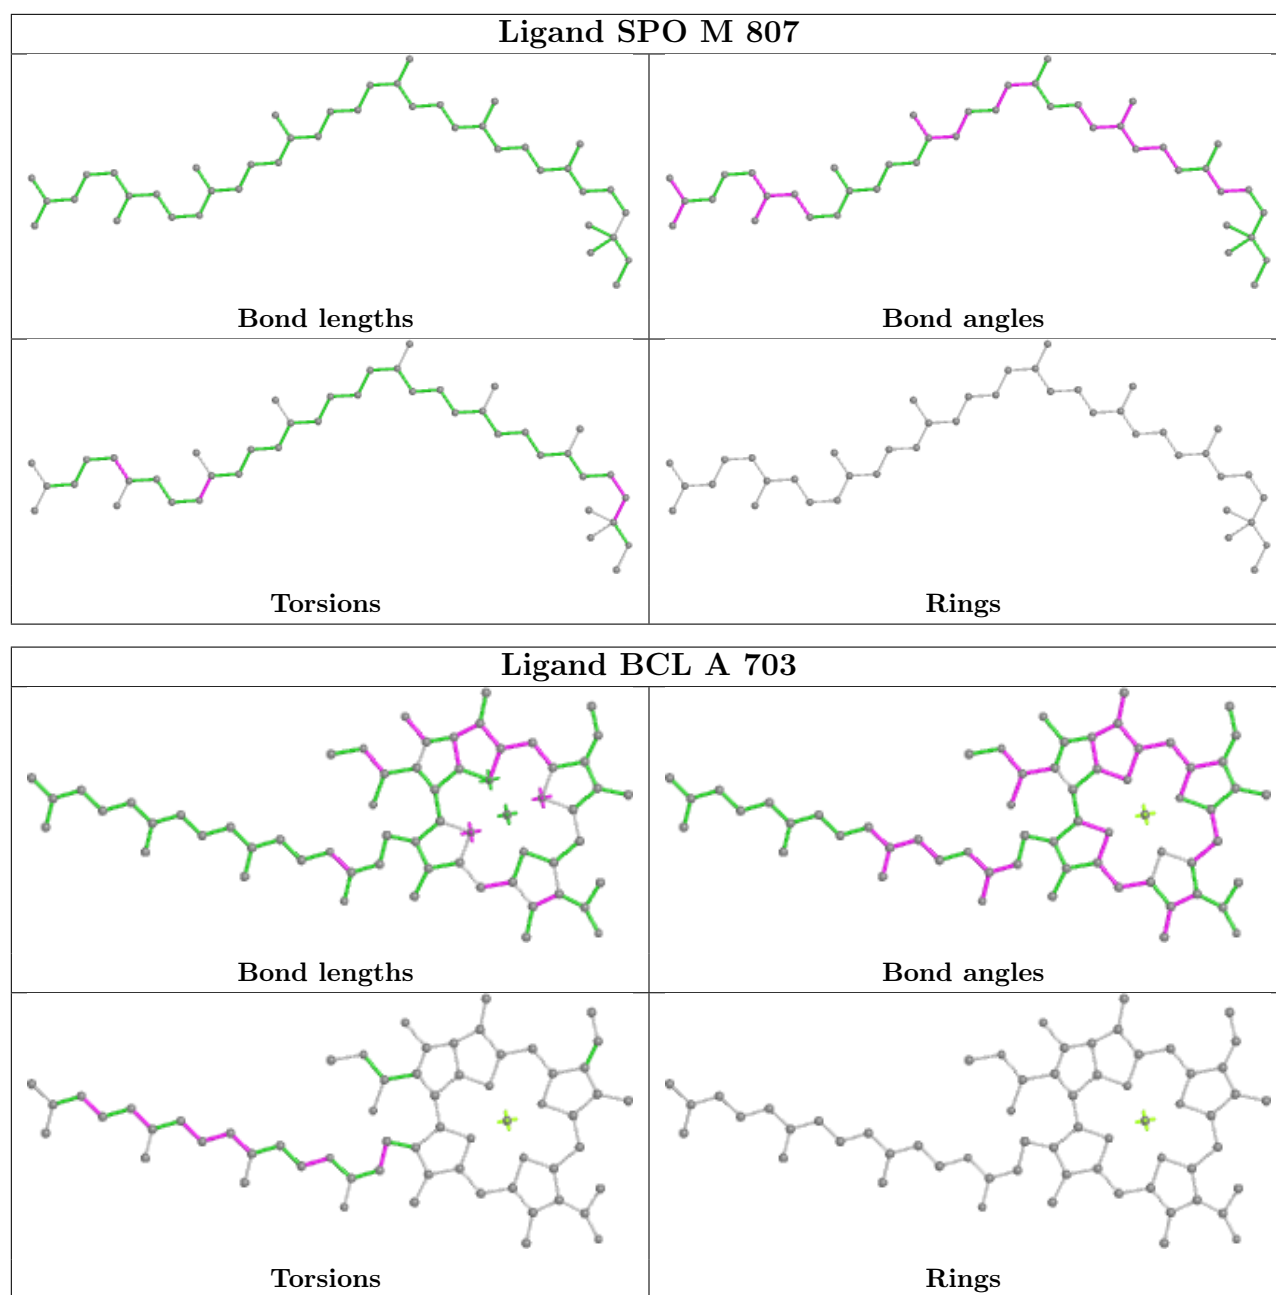 Ligand SPO M 807
Bond lengths
Bond angles
Torsions
Rings
Ligand BCL A 703
Bond lengths
Bond angles
Torsions
Rings